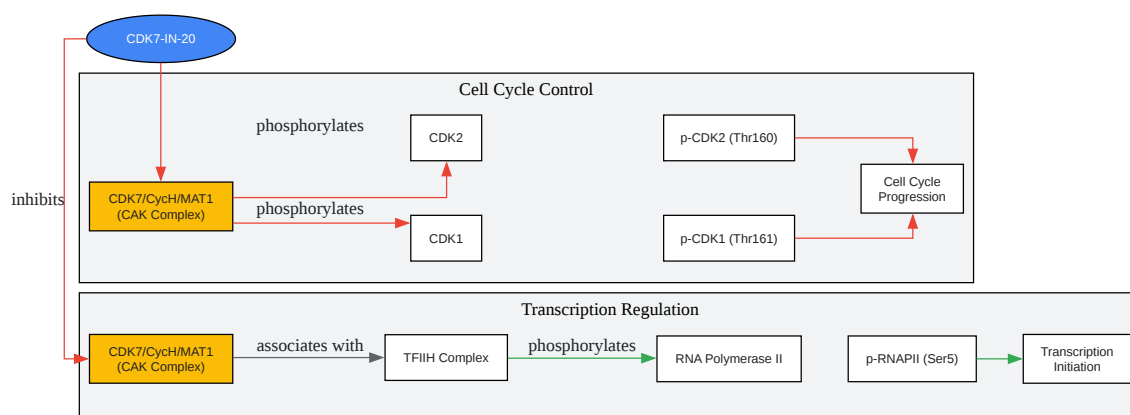 CDK7-IN-20
Cell Cycle Control
phosphorylates
CDK2
p-CDK2 (Thr160)
inhibits
CDK7/CycH/MAT1
(CAK Complex)
phosphorylates
CDK1
p-CDK1 (Thr161)
Cell Cycle
Progression
Transcription Regulation
CDK7/CycH/MAT1
(CAK Complex)
associates with
TFIIH Complex
phosphorylates
RNA Polymerase II
p-RNAPII (Ser5)
Transcription
Initiation